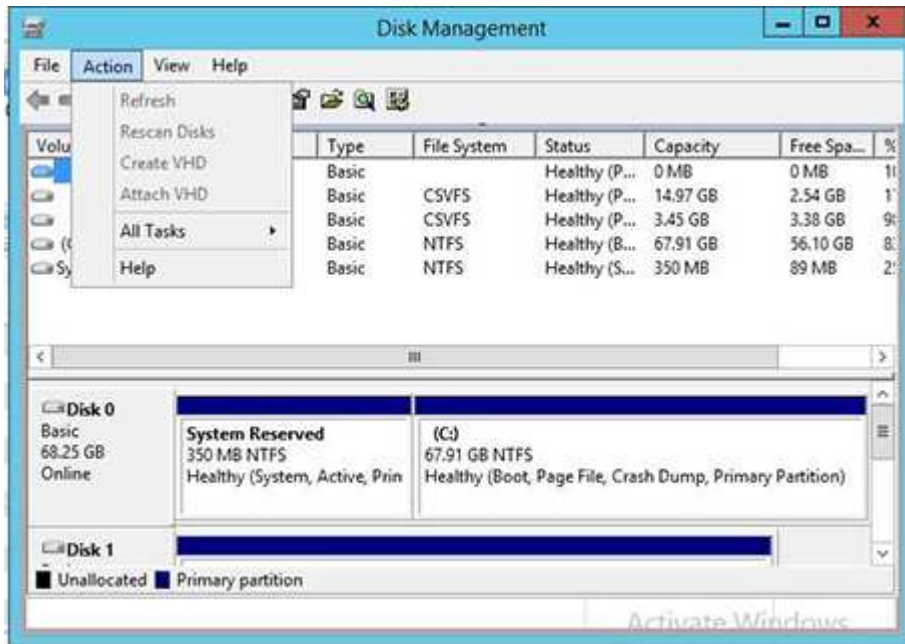 Disk Management
File Action View Help
Refresh
Rescan Disks
Create VHD
Attach VHD
All Tasks
Help
Volu Type File System Status Capacity Free Spa... %
Basic Healthy (P... 0 MB 0 MB
Basic CSVFS Healthy (P... 14.97 GB 2.54 GB
Basic CSVFS Healthy (P... 3.45 GB 3.38 GB
Basic NTFS Healthy (B... 67.91 GB 56.10 GB
Sy Basic NTFS Healthy (S... 350 MB 89 MB
Disk 0
Basic
68.25 GB
Online
System Reserved
350 MB NTFS
Healthy (System, Active, Prin
(C:)
67.91 GB NTFS
Healthy (Boot, Page File, Crash Dump, Primary Partition)
Disk 1
Unallocated Primary partition
Activate Windows